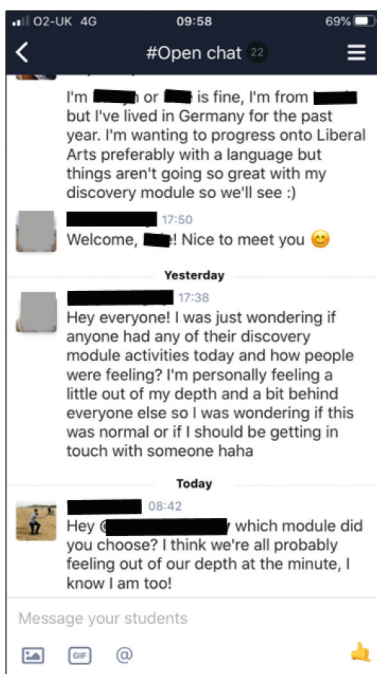 O2-UK 4G 09:58 69%
#Open chat 22
I'm or is fine, I'm from
but I've lived in Germany for the past
year. I'm wanting to progress onto Liberal
Arts preferably with a language but
things aren't going so great with my
discovery module so we'll see :)
17:50
Welcome, ! Nice to meet you 😊
Yesterday
17:38
Hey everyone! I was just wondering if
anyone had any of their discovery
module activities today and how people
were feeling? I'm personally feeling a
little out of my depth and a bit behind
everyone else so I was wondering if this
was normal or if I should be getting in
touch with someone haha
Today
08:42
Hey @ which module did
you choose? I think we're all probably
feeling out of our depth at the minute, I
know I am too!
Message your students
GIF @